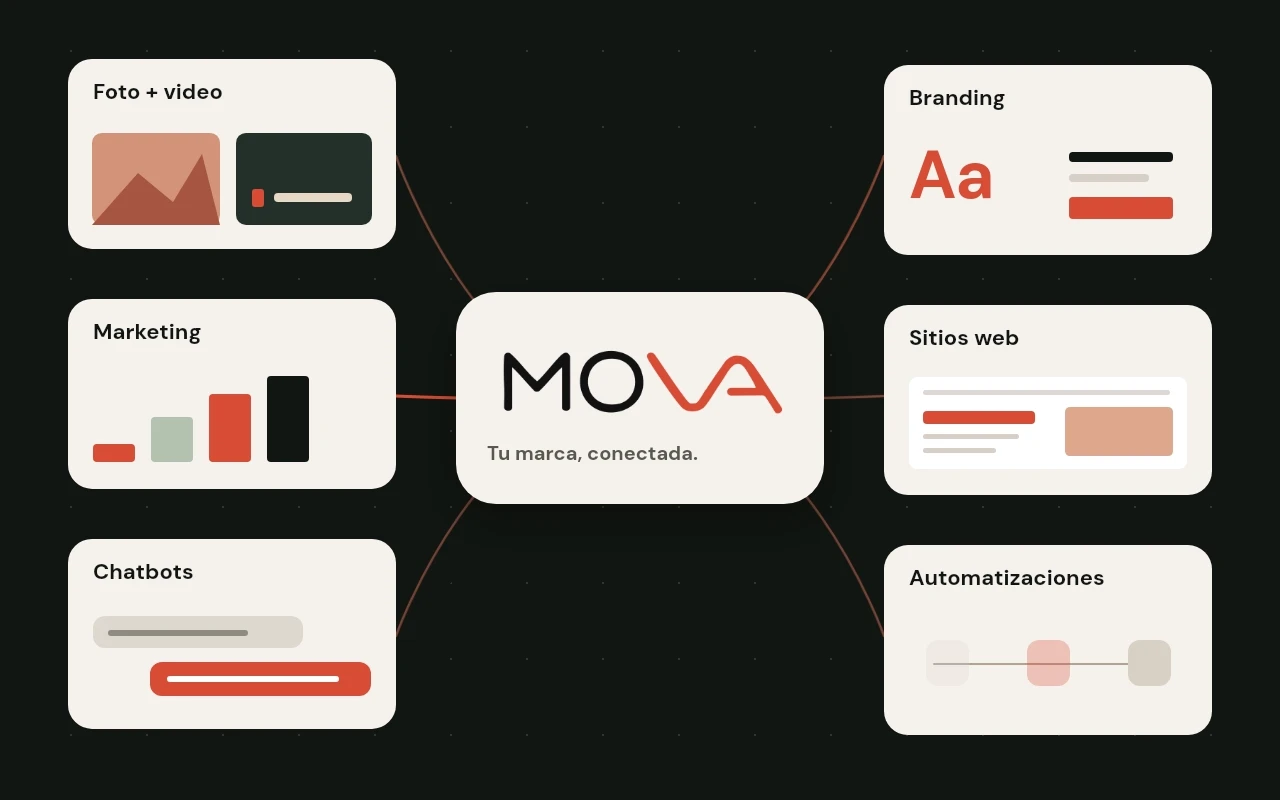 Foto + video
Branding
Aa
Marketing
Sitios web
MOVA
Tu marca, conectada.
Chatbots
Automatizaciones